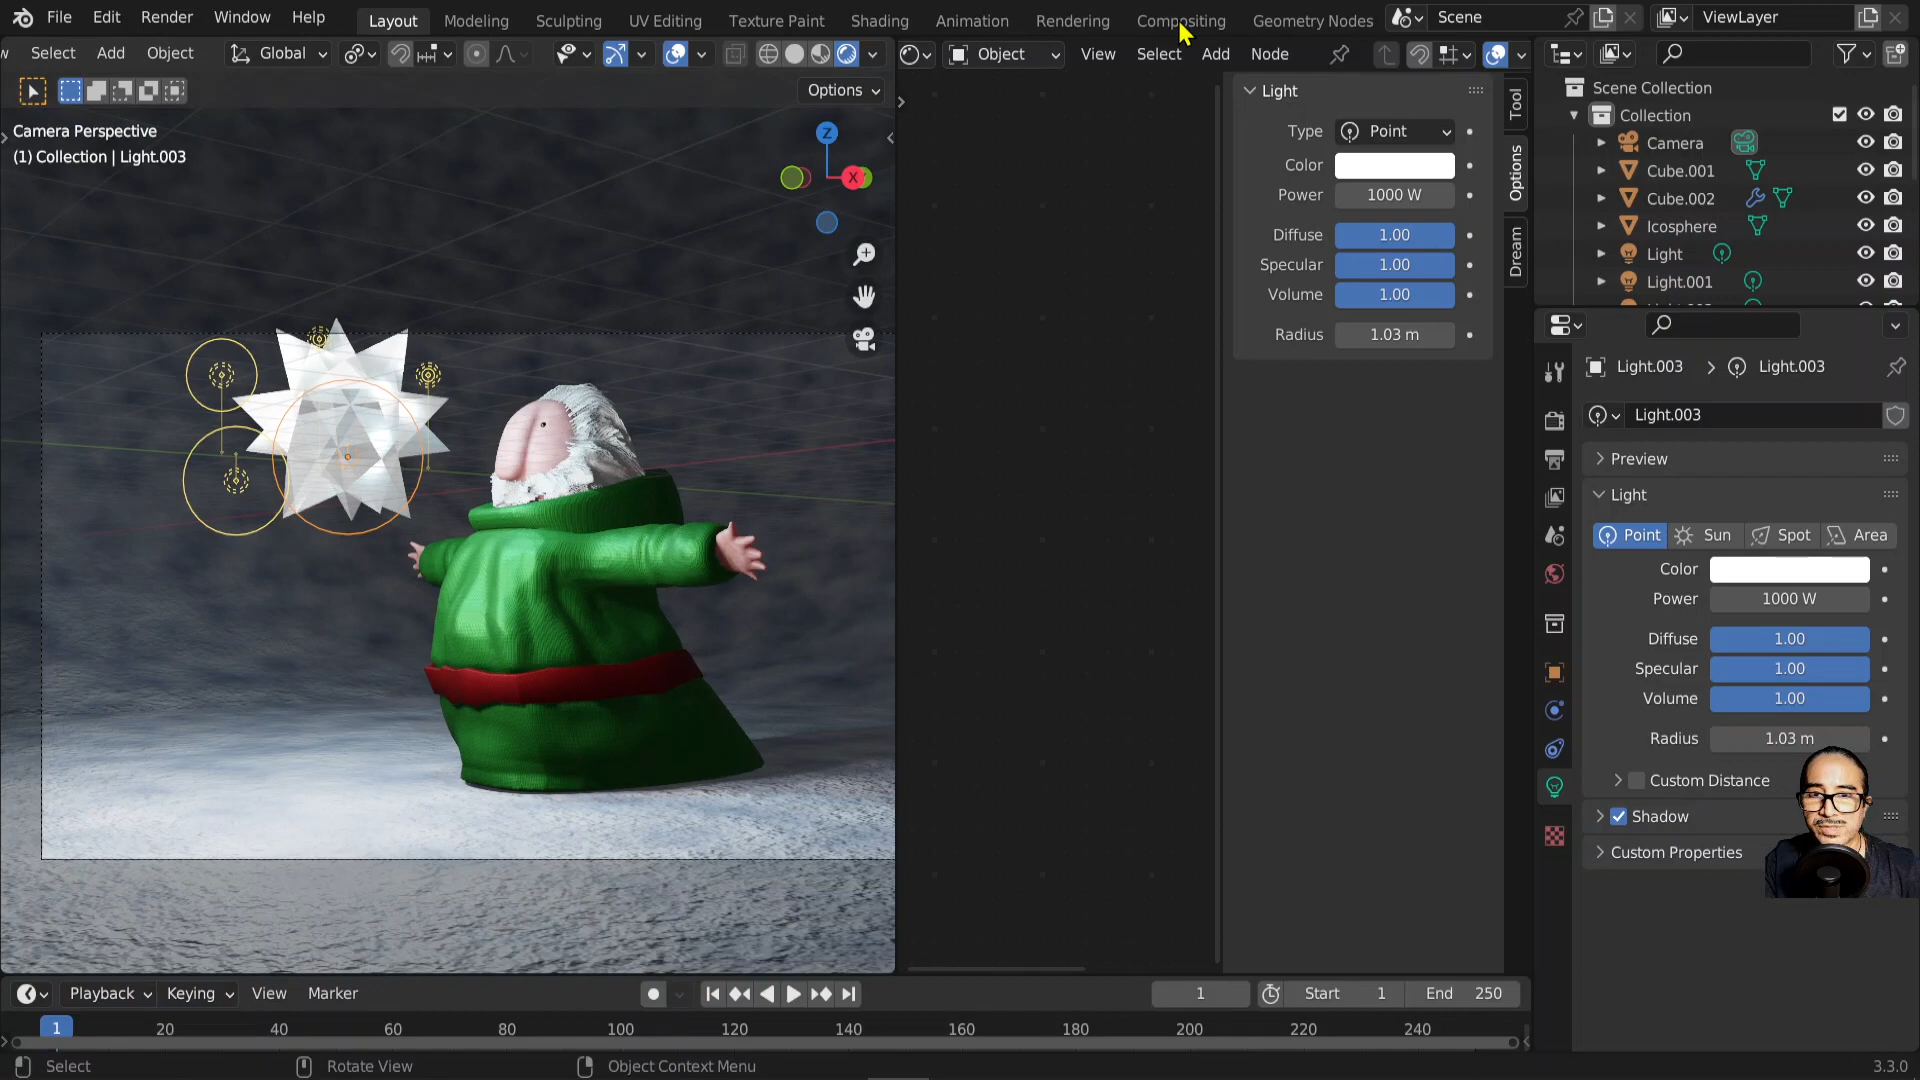 File Edit Render Window Help Layout Modeling Sculpting UV Editing Texture Paint Shading Animation Rendering Compositing Geometry Nodes Scene ViewLayer
Select Add Object Global Object View Select Add Node
Options
Camera Perspective
(1) Collection | Light.003
Z
X
Light
Type Point
Color
Power 1000 W
Diffuse 1.00
Specular 1.00
Volume 1.00
Radius 1.03 m
Tool
Options
Dream
Scene Collection
Collection
Camera
Cube.001
Cube.002
Icosphere
Light
Light.001
Light.003 > Light.003
Light.003
Preview
Light
Point Sun Spot Area
Color
Power 1000 W
Diffuse 1.00
Specular 1.00
Volume 1.00
Radius 1.03 m
Custom Distance
Shadow
Custom Properties
Playback Keying View Marker 1 Start 1 End 250
1 20 40 60 80 100 120 140 160 180 200 220 240
Select Rotate View Object Context Menu 3.3.0